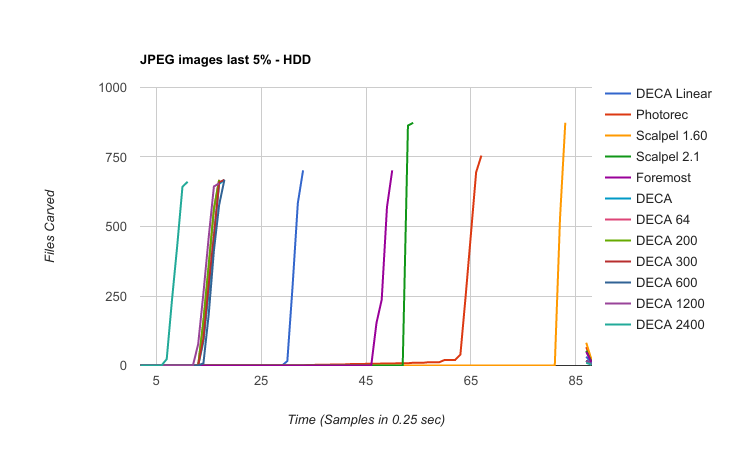 JPEG images last 5% - HDD
1000
750
500
250
0
Files Carved
5 25 45 65 85
Time (Samples in 0.25 sec)
DECA Linear
Photorec
Scalpel 1.60
Scalpel 2.1
Foremost
DECA
DECA 64
DECA 200
DECA 300
DECA 600
DECA 1200
DECA 2400